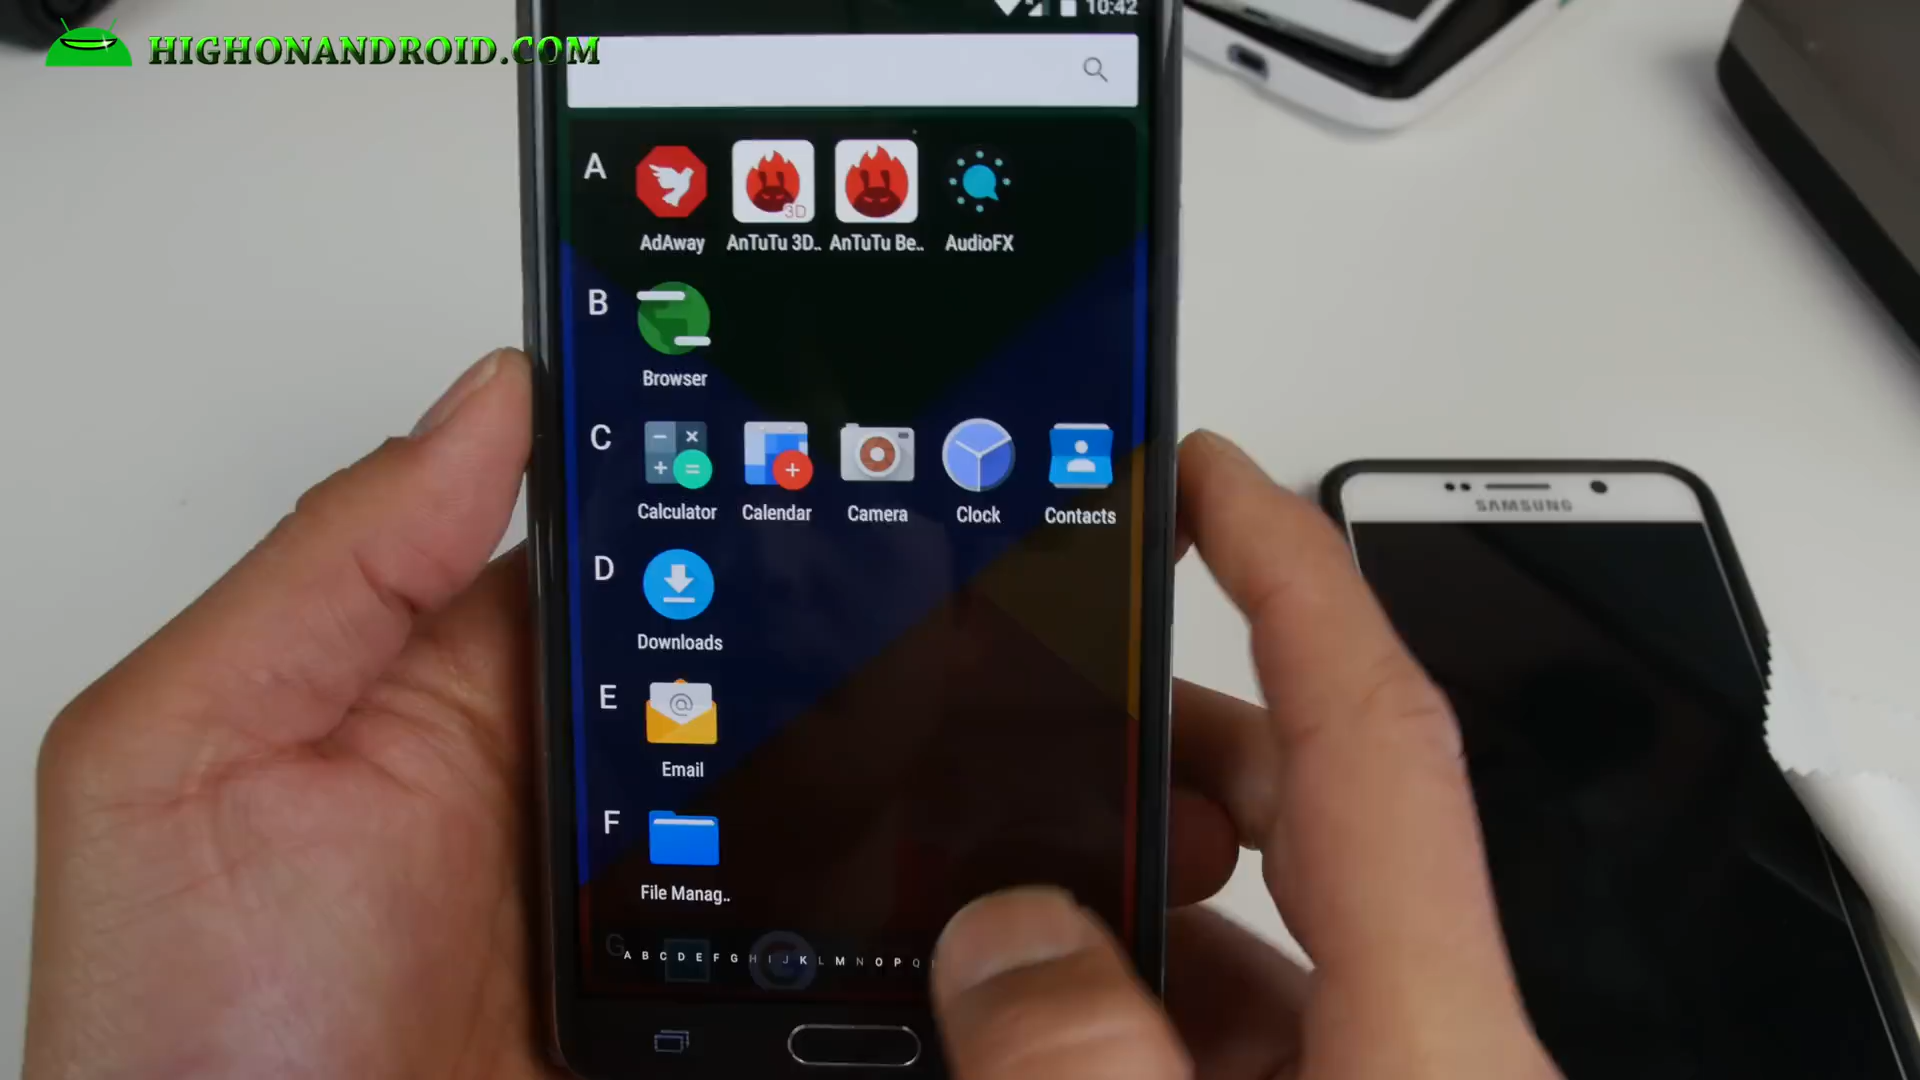 HIGHONANDROID.COM
10:42
A
AdAway
AnTuTu 3D..
AnTuTu Be..
AudioFX
B
Browser
C
Calculator
Calendar
Camera
Clock
Contacts
D
Downloads
E
Email
F
File Manag..
G
A B C D E F G H I J K L M N O P Q
SAMSUNG